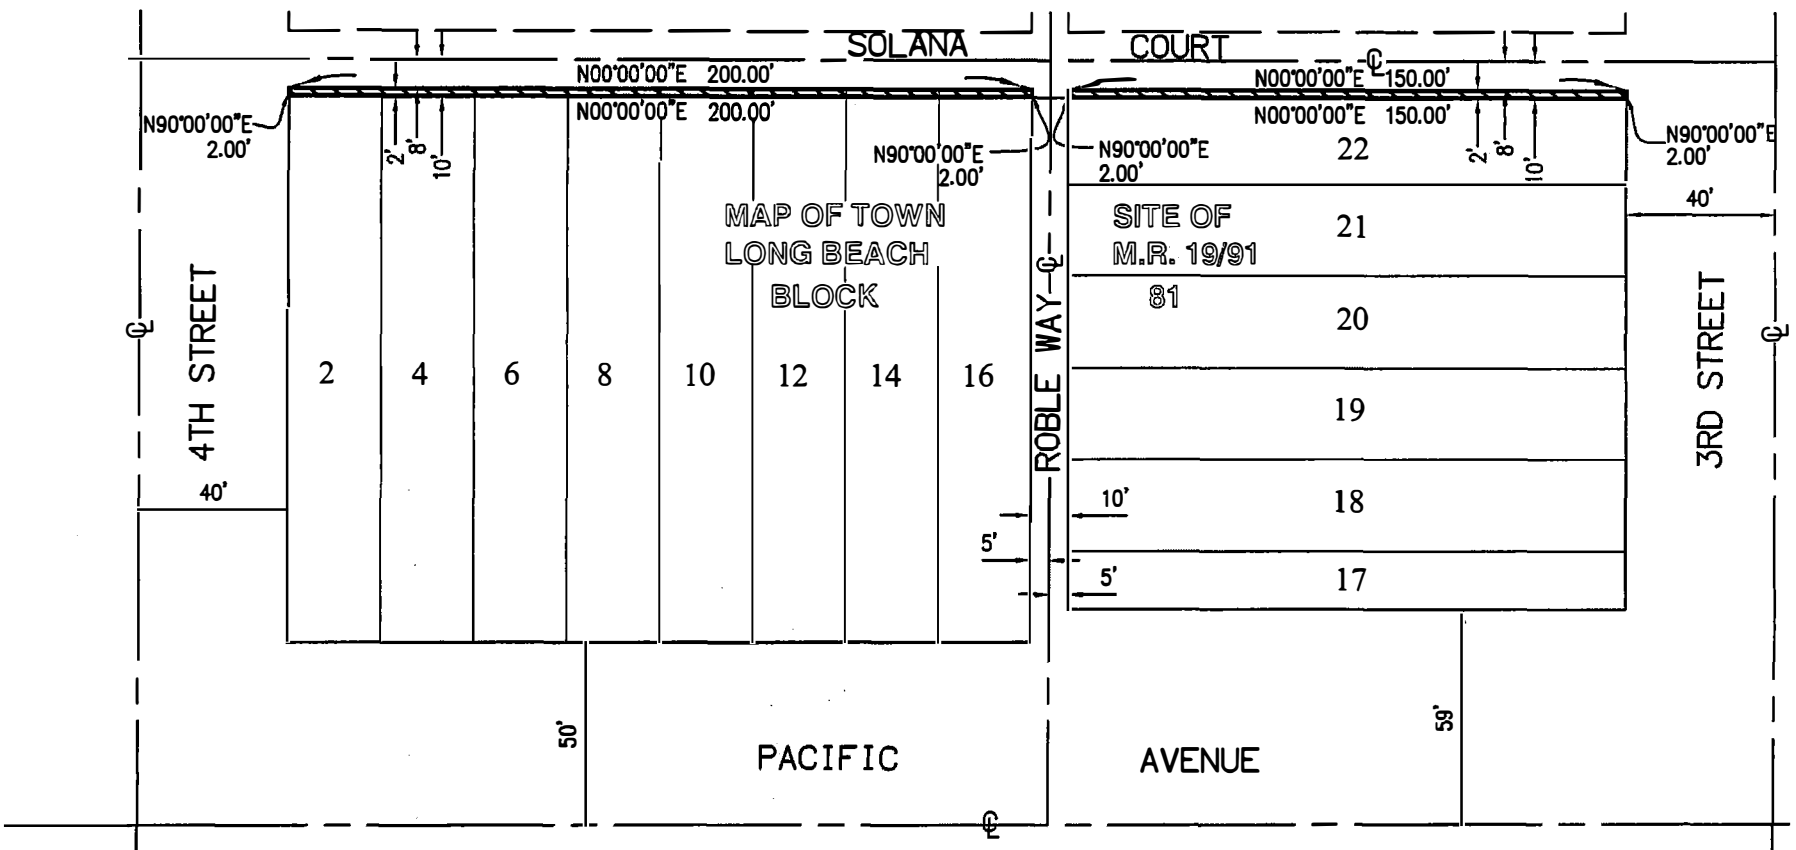 SOLANA COURT
℄
N00°00'00"E 200.00'
N00°00'00"E 150.00'
N00°00'00"E 200.00'
N00°00'00"E 150.00'
N90°00'00"E
2.00'
2'
8'
10'
N90°00'00"E
2.00'
N90°00'00"E
2.00'
22
2'
8'
10'
N90°00'00"E
2.00'
40'
MAP OF TOWN
LONG BEACH
BLOCK
SITE OF
M.R. 19/91
81
21
20
19
18
17
4TH STREET
℄
2 4 6 8 10 12 14 16
ROBLE WAY
℄
3RD STREET
℄
40'
10'
5'
5'
50'
59'
PACIFIC AVENUE
℄